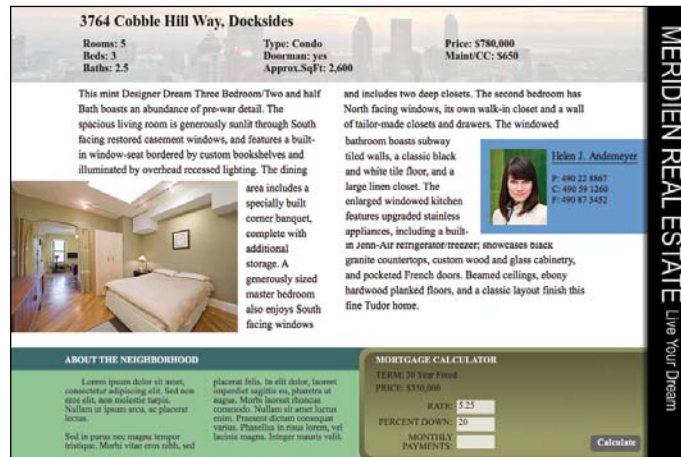 3764 Cobble Hill Way, Docksides
Rooms: 5
Beds: 3
Baths: 2.5
Type: Condo
Doorman: yes
Approx.SqFt: 2,600
Price: $780,000
Maint/CC: $650
This mint Designer Dream Three Bedroom/Two and half
Bath boasts an abundance of pre-war detail. The
spacious living room is generously sunlit through South
facing restored casement windows, and features a built-
in window-seat bordered by custom bookshelves and
illuminated by overhead recessed lighting. The dining
area includes a
specially built
corner banquet,
complete with
additional
storage. A
generously sized
master bedroom
also enjoys South
facing windows
and includes two deep closets. The second bedroom has
North facing windows, its own walk-in closet and a wall
of tailor-made closets and drawers. The windowed
bathroom boasts subway
tiled walls, a classic black
and white tile floor, and a
large linen closet. The
enlarged windowed kitchen
features upgraded stainless
appliances, including a built-
in Jenn-Air refrigerator/freezer; showcases black
granite countertops, custom wood and glass cabinetry,
and pocketed French doors. Beamed ceilings, ebony
hardwood planked floors, and a classic layout finish this
fine Tudor home.
Helen J. Andemeyer
P: 490 22 8867
C: 490 59 1260
F: 490 87 3452
MERIDIEN REAL ESTATE Live Your Dream
ABOUT THE NEIGHBORHOOD
Lorem ipsum dolor sit amet,
consectetur adipiscing elit. Sed non
eros elit, non molestie turpis.
Nullam ut ipsum arcu, ac placerat
lectus.
Sed in purus nec magna tempor
tristique. Morbi vitae eros nibh, sed
placerat felis. In elit dolor, laoreet
imperdiet sagittis eu, pharetra ut
augue. Morbi laoreet rhoncus
commodo. Nullam sit amet luctus
enim. Praesent dictum consequat
varius. Phasellus in risus lorem, vel
lacinia magna. Integer mauris velit.
MORTGAGE CALCULATOR
TERM: 30 Year Fixed
PRICE: $350,000
RATE: 5.25
PERCENT DOWN: 20
MONTHLY
PAYMENTS:
Calculate